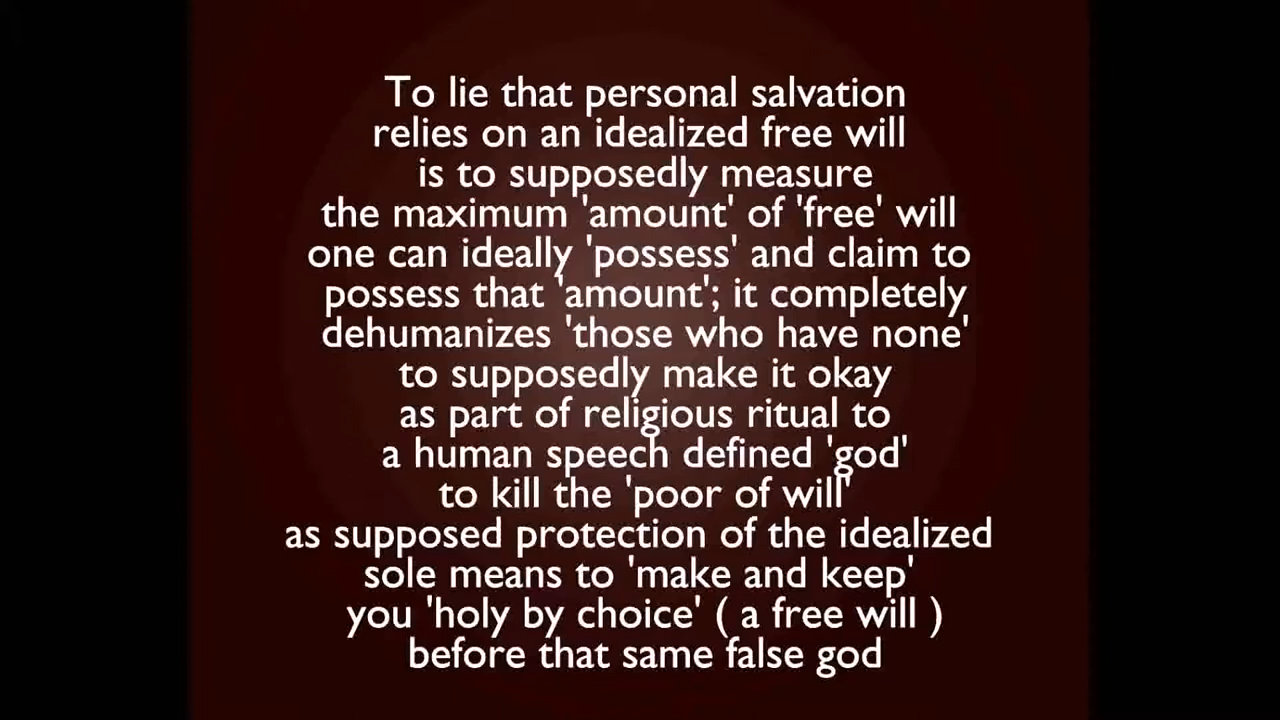 To lie that personal salvation
relies on an idealized free will
is to supposedly measure
the maximum 'amount' of 'free' will
one can ideally 'possess' and claim to
possess that 'amount'; it completely
dehumanizes 'those who have none'
to supposedly make it okay
as part of religious ritual to
a human speech defined 'god'
to kill the 'poor of will'
as supposed protection of the idealized
sole means to 'make and keep'
you 'holy by choice' ( a free will )
before that same false god